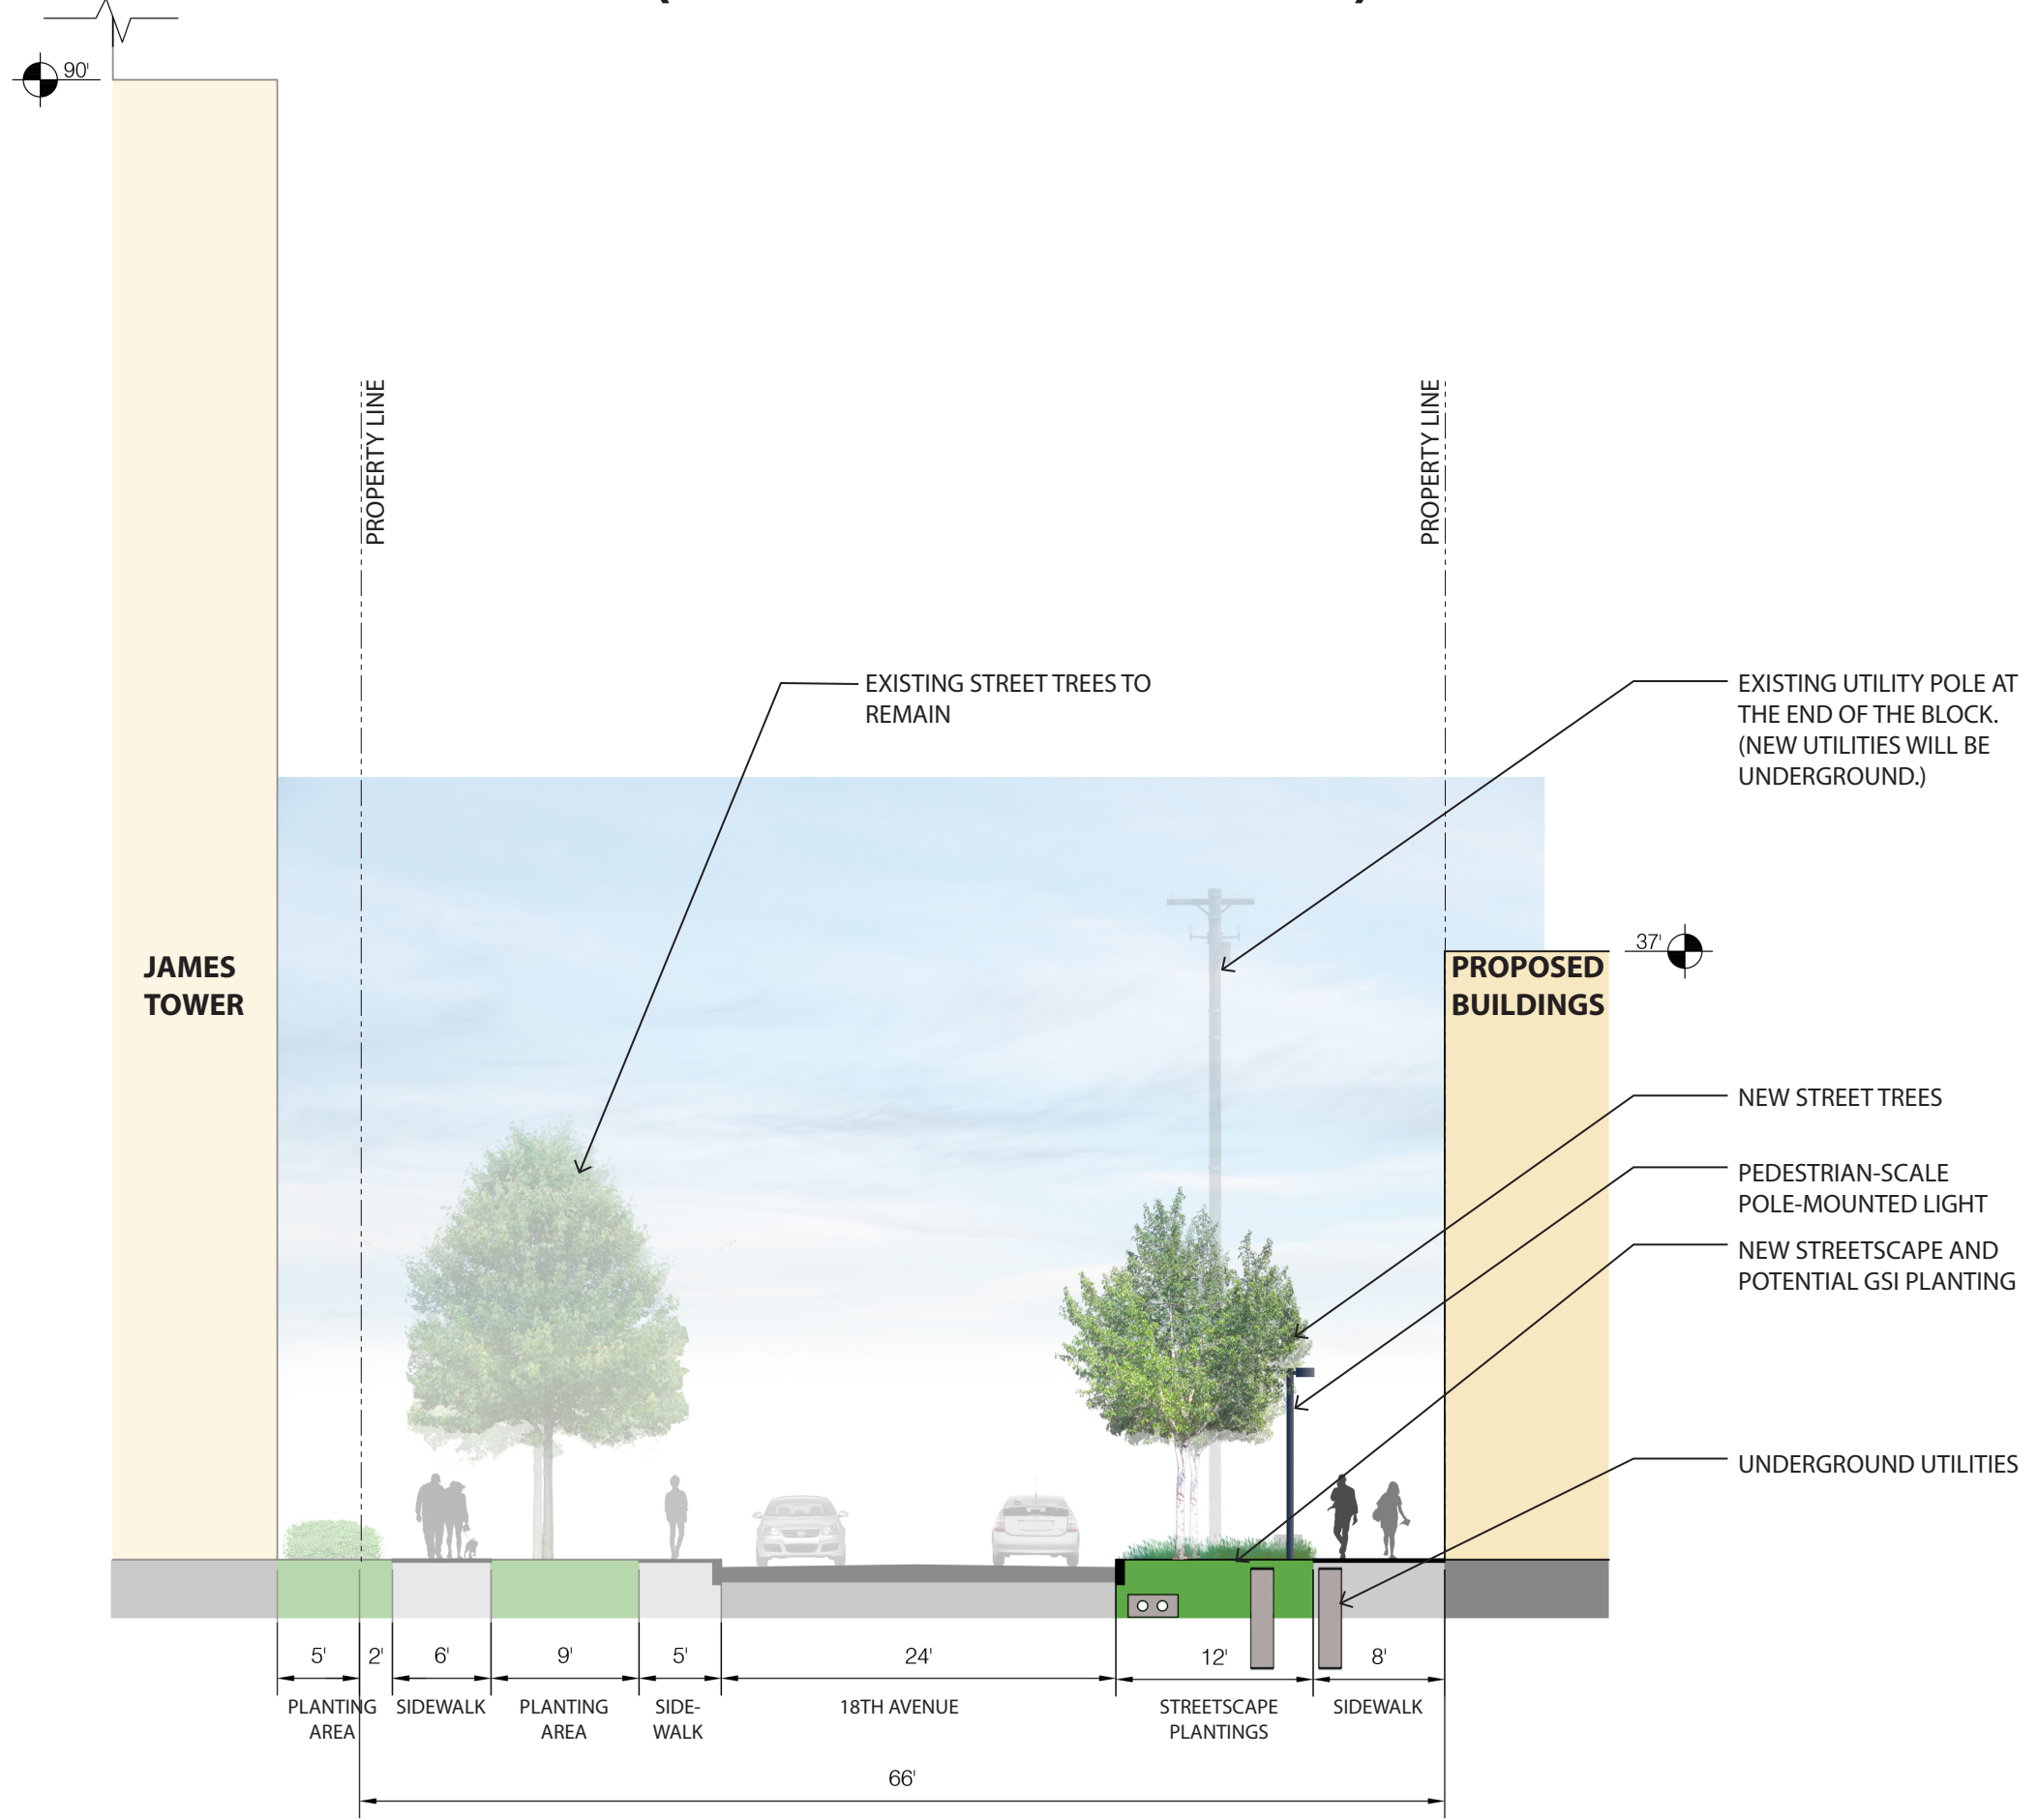 90'
PROPERTY LINE
PROPERTY LINE
EXISTING STREET TREES TO
REMAIN
EXISTING UTILITY POLE AT
THE END OF THE BLOCK.
(NEW UTILITIES WILL BE
UNDERGROUND.)
JAMES
TOWER
37'
PROPOSED
BUILDINGS
NEW STREET TREES
PEDESTRIAN-SCALE
POLE-MOUNTED LIGHT
NEW STREETSCAPE AND
POTENTIAL GSI PLANTING
UNDERGROUND UTILITIES
5' 2' 6' 9' 5' 24' 12' 8'
PLANTING
AREA
SIDEWALK
PLANTING
AREA
SIDE-
WALK
18TH AVENUE
STREETSCAPE
PLANTINGS
SIDEWALK
66'